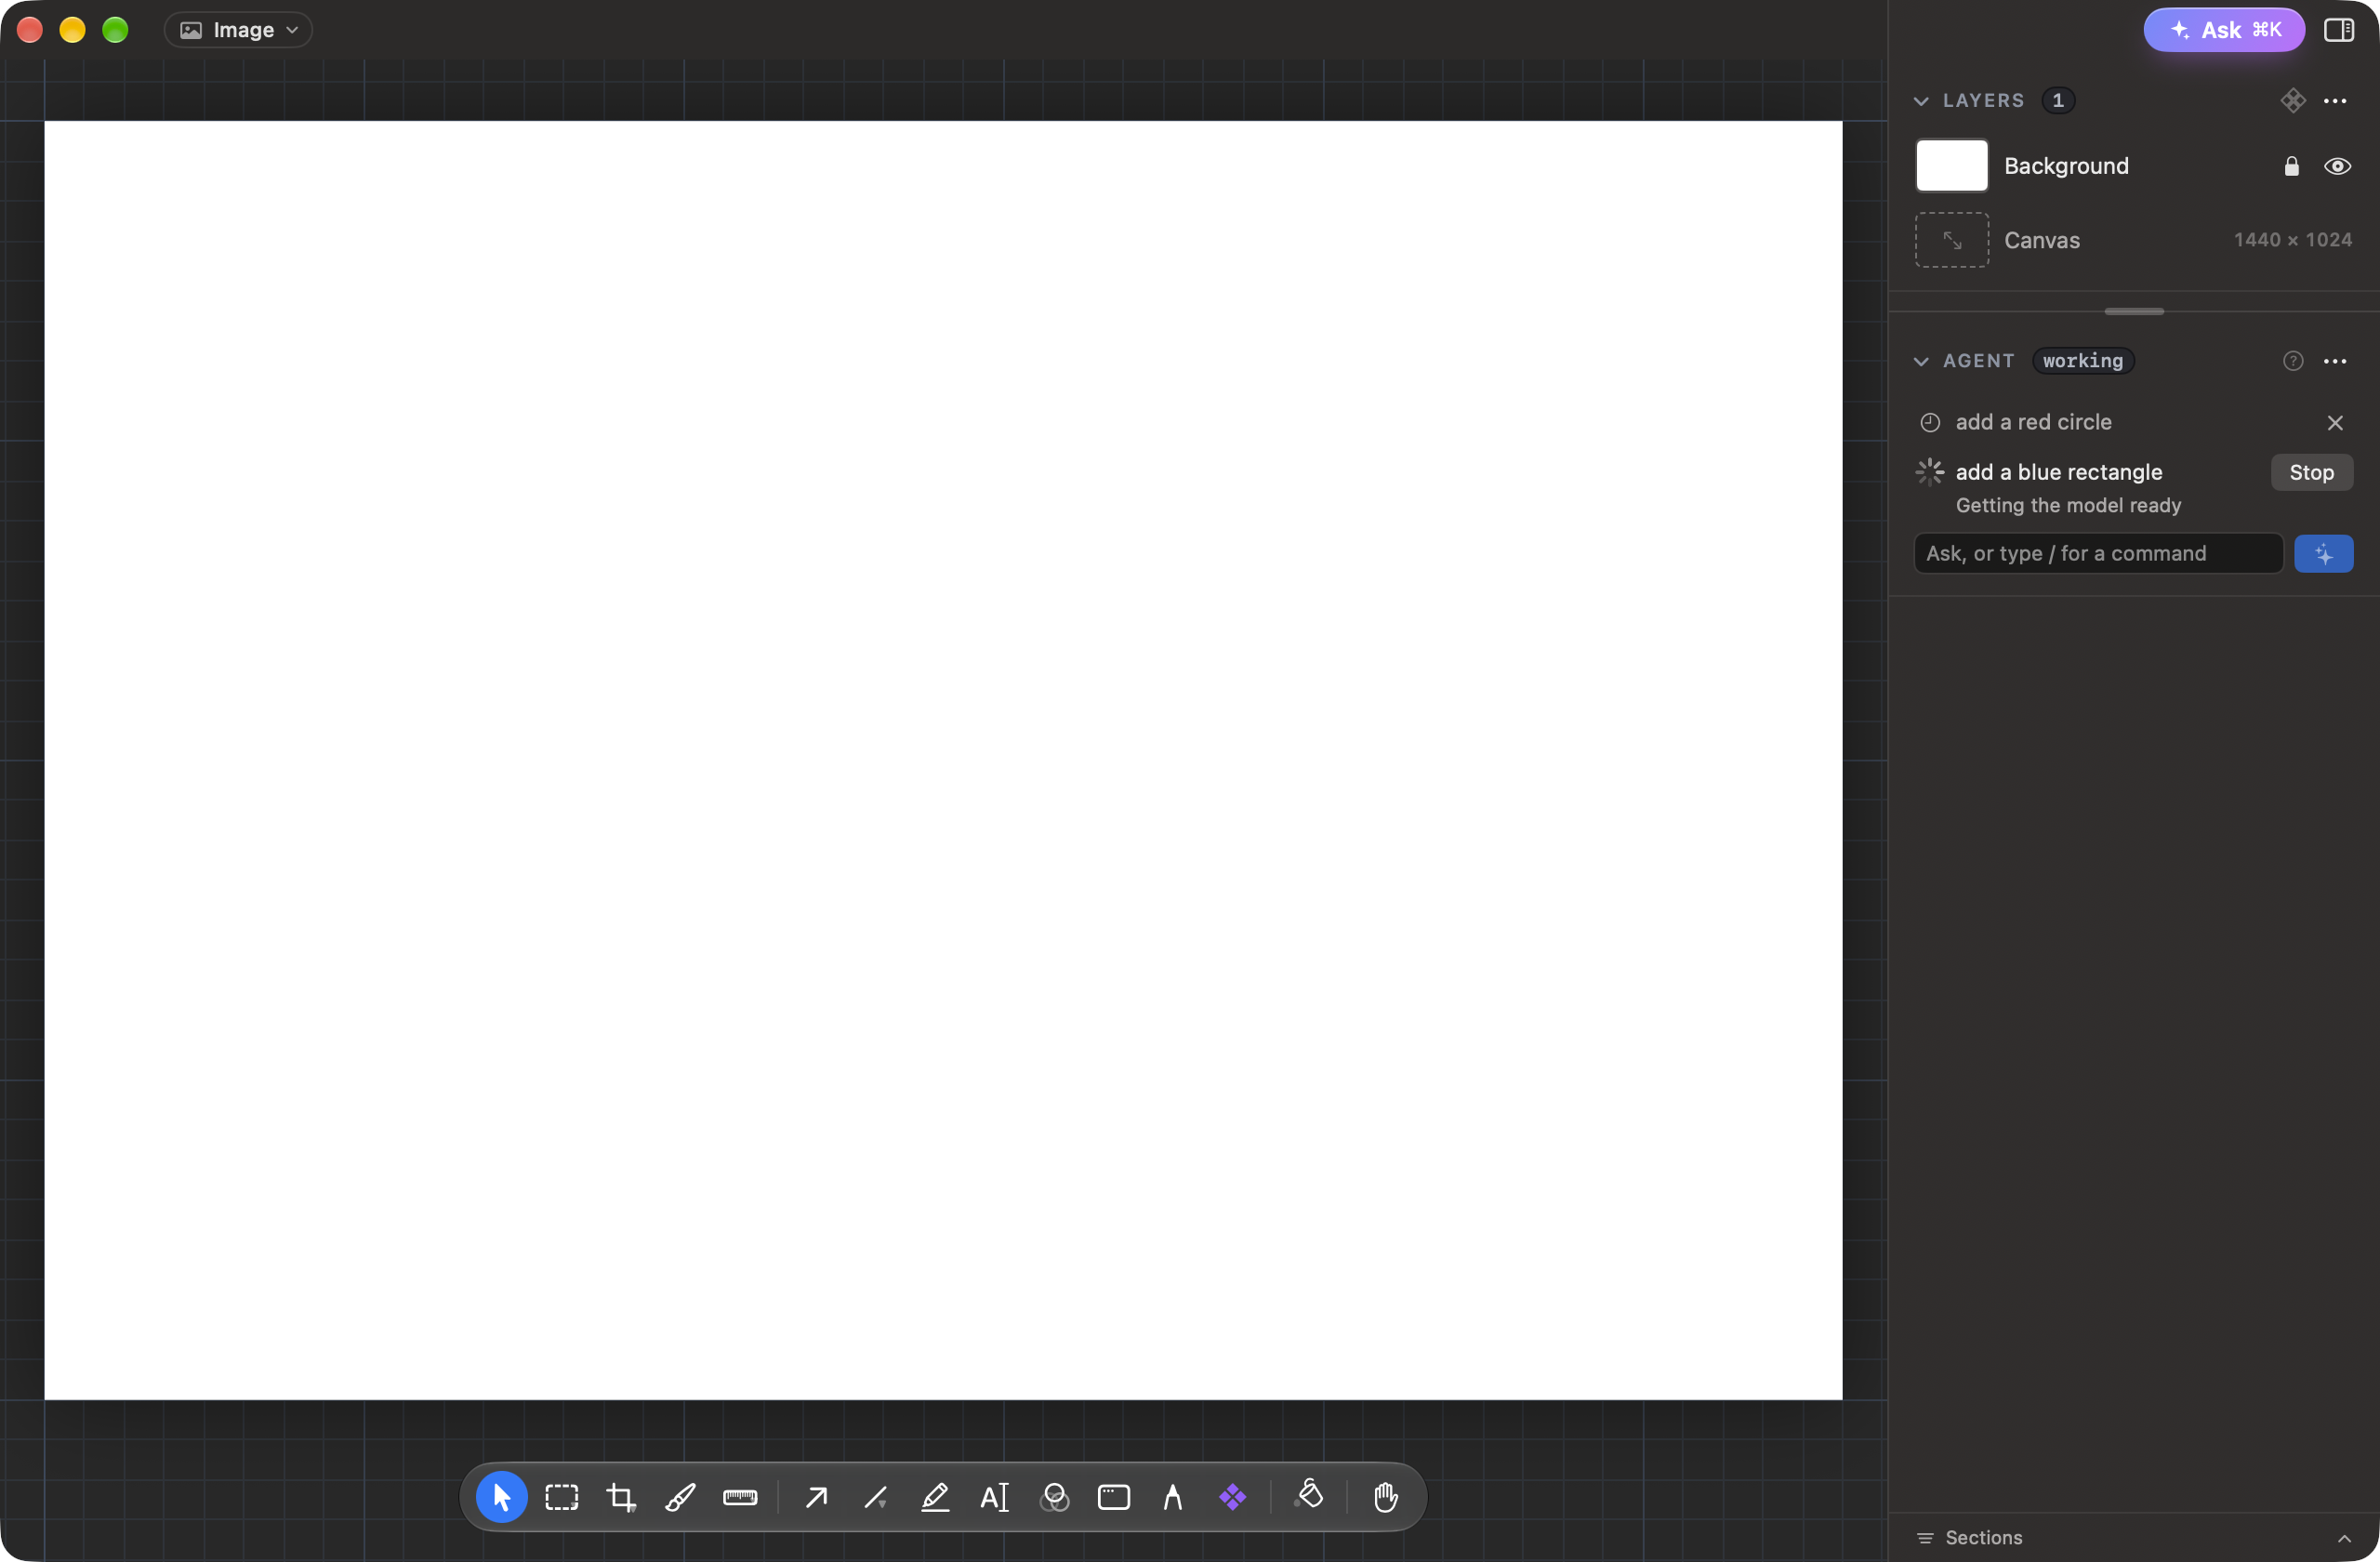 Image
Ask ⌘K
LAYERS 1
Background
Canvas 1440 × 1024
AGENT working
add a red circle
add a blue rectangle Stop
Getting the model ready
Ask, or type / for a command
AI
Sections